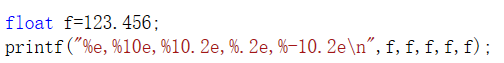 float f=123.456;
printf("%e,%10e,%10.2e,%.2e,%-10.2e\n",f,f,f,f,f);